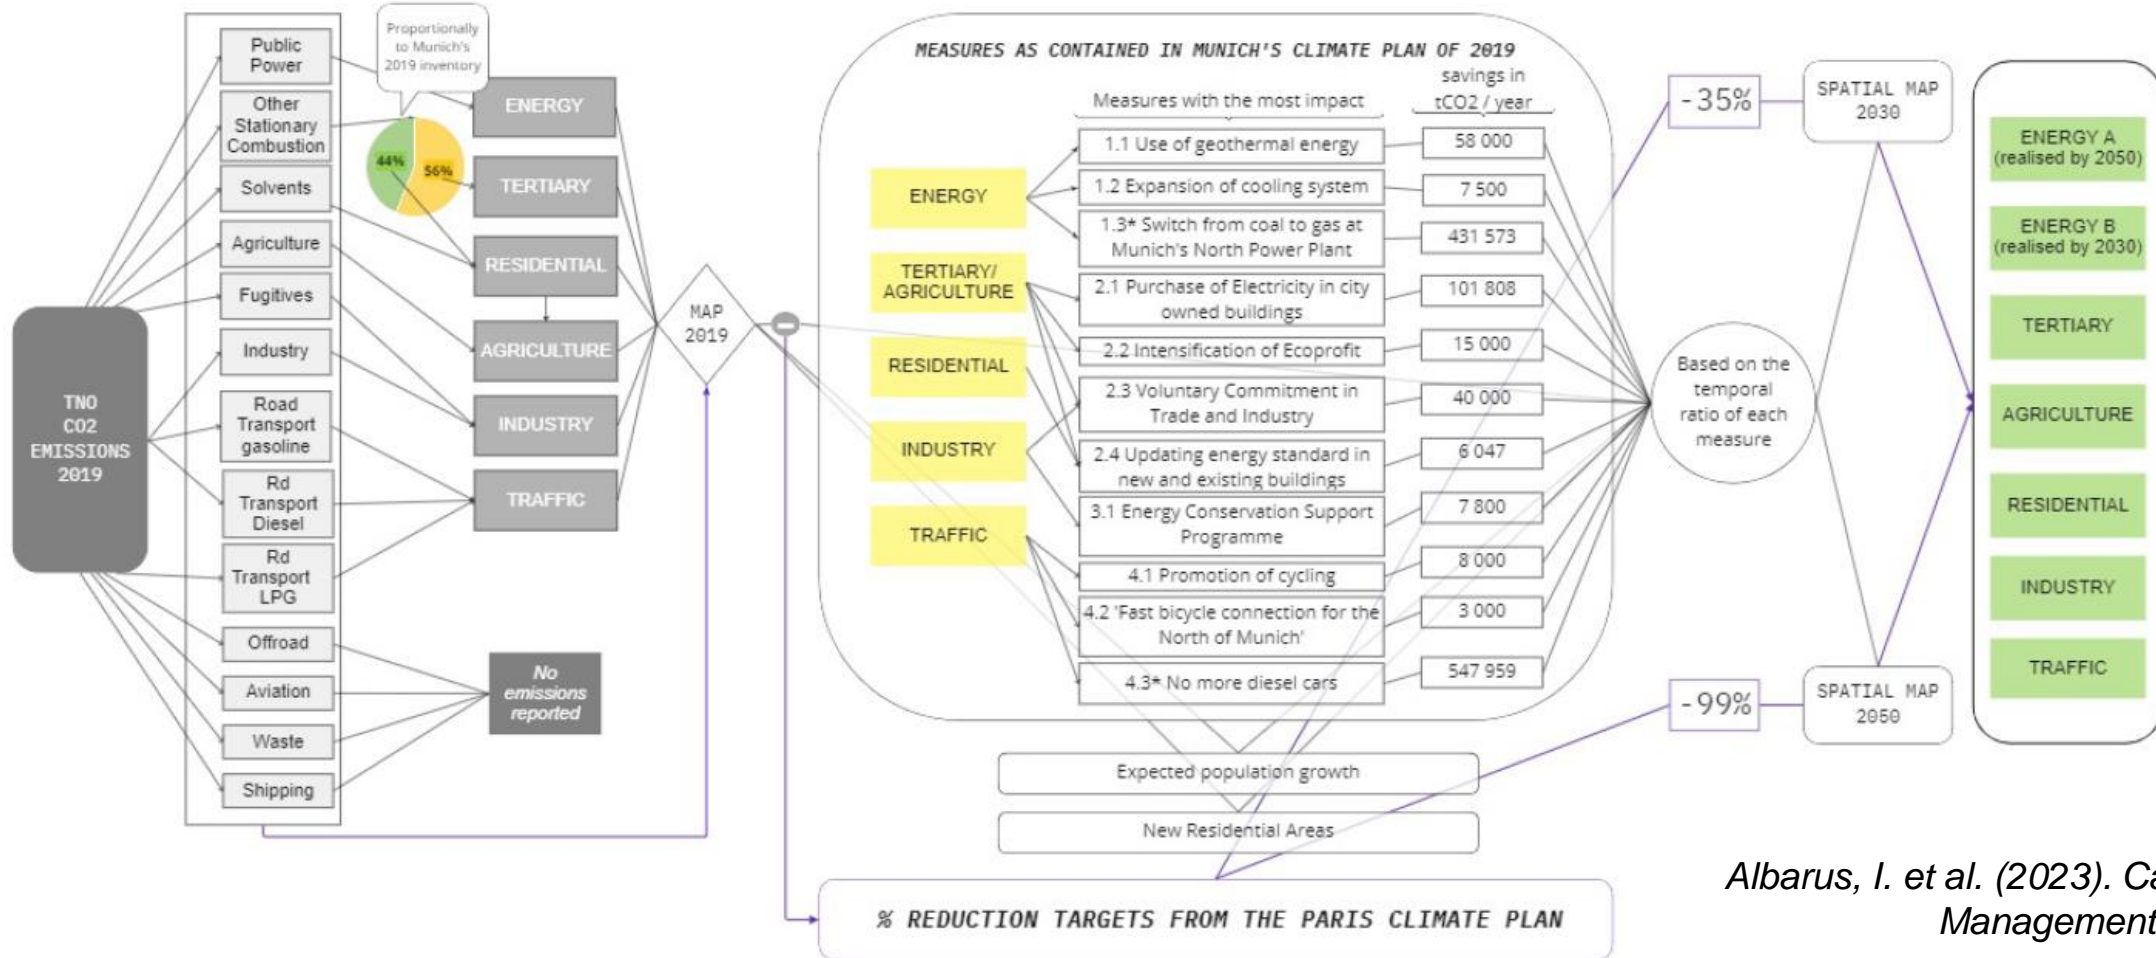 Proportionally
to Munich's
2019 inventory
TNO
CO2
EMISSIONS
2019
Public
Power
Other
Stationary
Combustion
Solvents
Agriculture
Fugitives
Industry
Road
Transport
gasoline
Rd
Transport
Diesel
Rd
Transport
LPG
Offroad
Aviation
Waste
Shipping
44%
56%
ENERGY
TERTIARY
RESIDENTIAL
AGRICULTURE
INDUSTRY
TRAFFIC
No
emissions
reported
MAP
2019
MEASURES AS CONTAINED IN MUNICH'S CLIMATE PLAN OF 2019
Measures with the most impact
savings in
tCO2 / year
ENERGY
TERTIARY/
AGRICULTURE
RESIDENTIAL
INDUSTRY
TRAFFIC
1.1 Use of geothermal energy
58 000
1.2 Expansion of cooling system
7 500
1.3* Switch from coal to gas at
Munich's North Power Plant
431 573
2.1 Purchase of Electricity in city
owned buildings
101 808
2.2 Intensification of Ecoprofit
15 000
2.3 Voluntary Commitment in
Trade and Industry
40 000
2.4 Updating energy standard in
new and existing buildings
6 047
3.1 Energy Conservation Support
Programme
7 800
4.1 Promotion of cycling
8 000
4.2 'Fast bicycle connection for the
North of Munich'
3 000
4.3* No more diesel cars
547 959
Expected population growth
New Residential Areas
% REDUCTION TARGETS FROM THE PARIS CLIMATE PLAN
Based on the
temporal
ratio of each
measure
-35%
SPATIAL MAP
2030
-99%
SPATIAL MAP
2050
ENERGY A
(realised by 2050)
ENERGY B
(realised by 2030)
TERTIARY
AGRICULTURE
RESIDENTIAL
INDUSTRY
TRAFFIC
Albarus, I. et al. (2023). Ca
Management